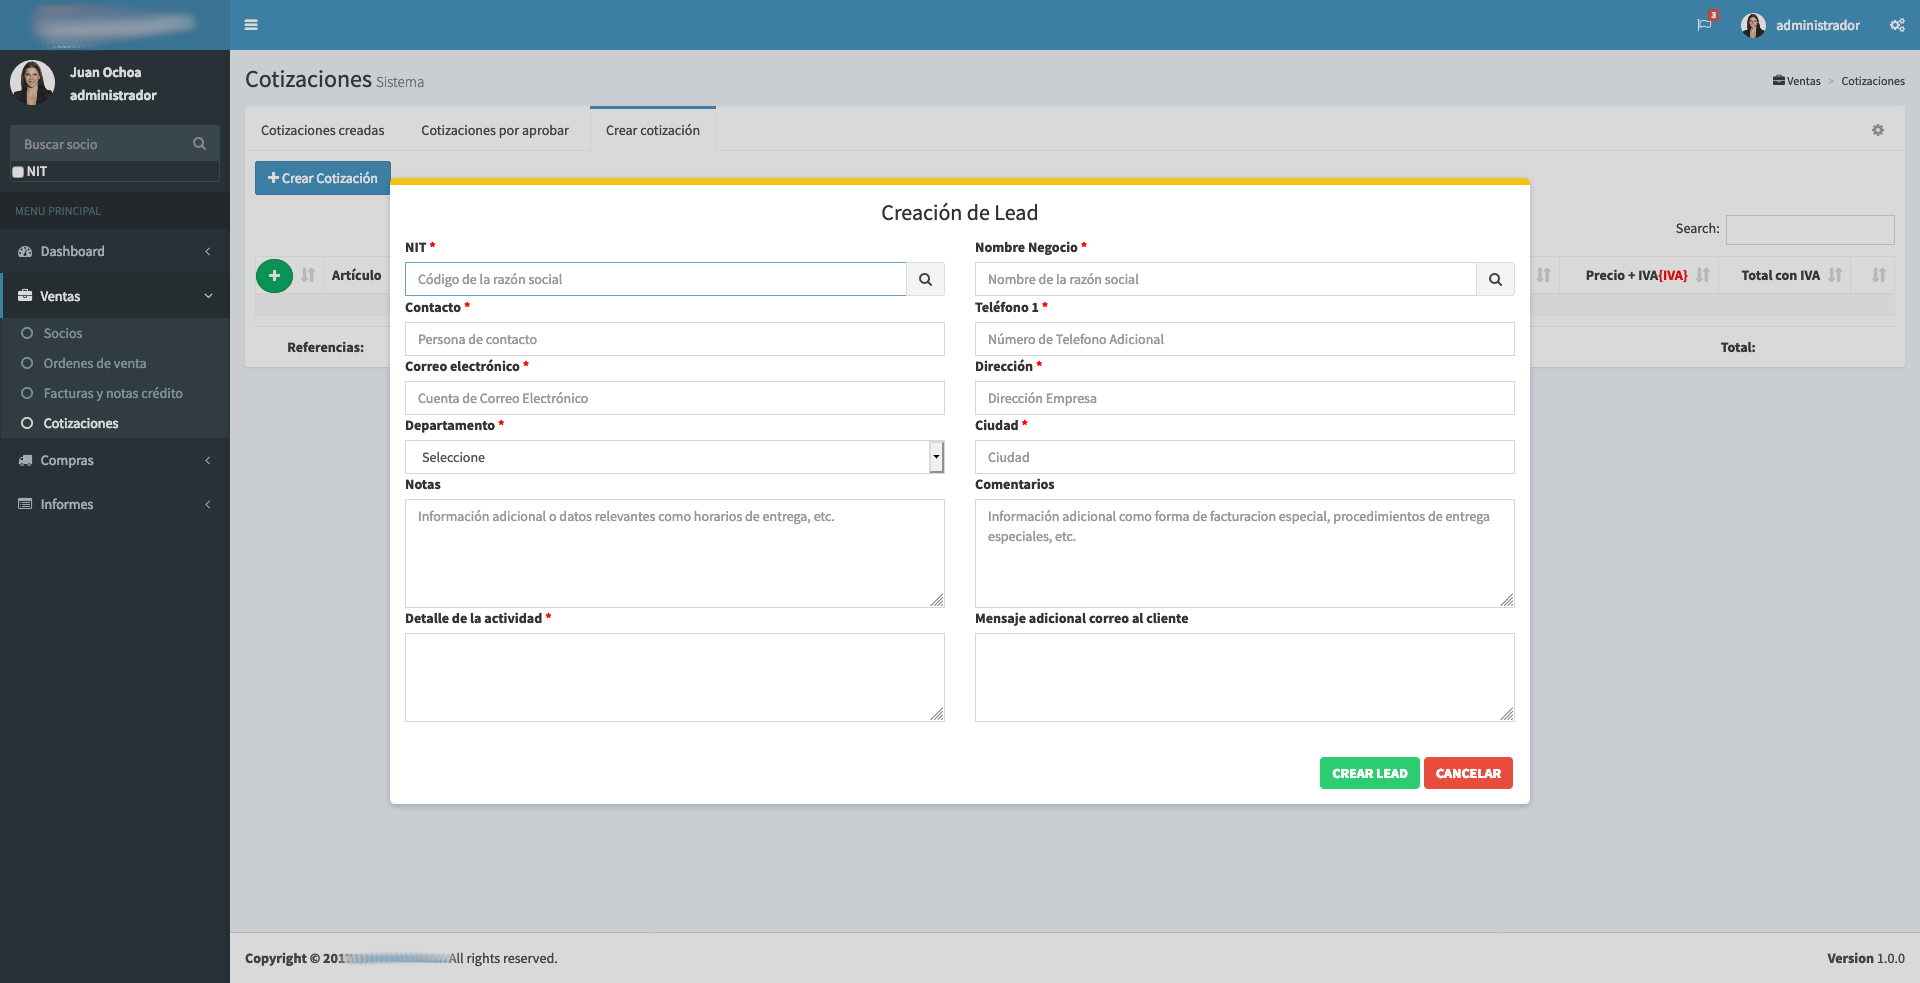 administrador
3
Juan Ochoa
administrador
Buscar socio
NIT
MENU PRINCIPAL
Dashboard
Ventas
Socios
Ordenes de venta
Facturas y notas crédito
Cotizaciones
Compras
Informes
Cotizaciones Sistema
Ventas > Cotizaciones
Cotizaciones creadas
Cotizaciones por aprobar
Crear cotización
Crear Cotización
Search:
Artículo
Precio + IVA{IVA}
Total con IVA
Referencias:
Total:
Creación de Lead
NIT *
Código de la razón social
Nombre Negocio *
Nombre de la razón social
Contacto *
Persona de contacto
Teléfono 1 *
Número de Telefono Adicional
Correo electrónico *
Cuenta de Correo Electrónico
Dirección *
Dirección Empresa
Departamento *
Seleccione
Ciudad *
Ciudad
Notas
Información adicional o datos relevantes como horarios de entrega, etc.
Comentarios
Información adicional como forma de facturacion especial, procedimientos de entrega
especiales, etc.
Detalle de la actividad *
Mensaje adicional correo al cliente
CREAR LEAD
CANCELAR
Copyright © 2017 All rights reserved.
Version 1.0.0